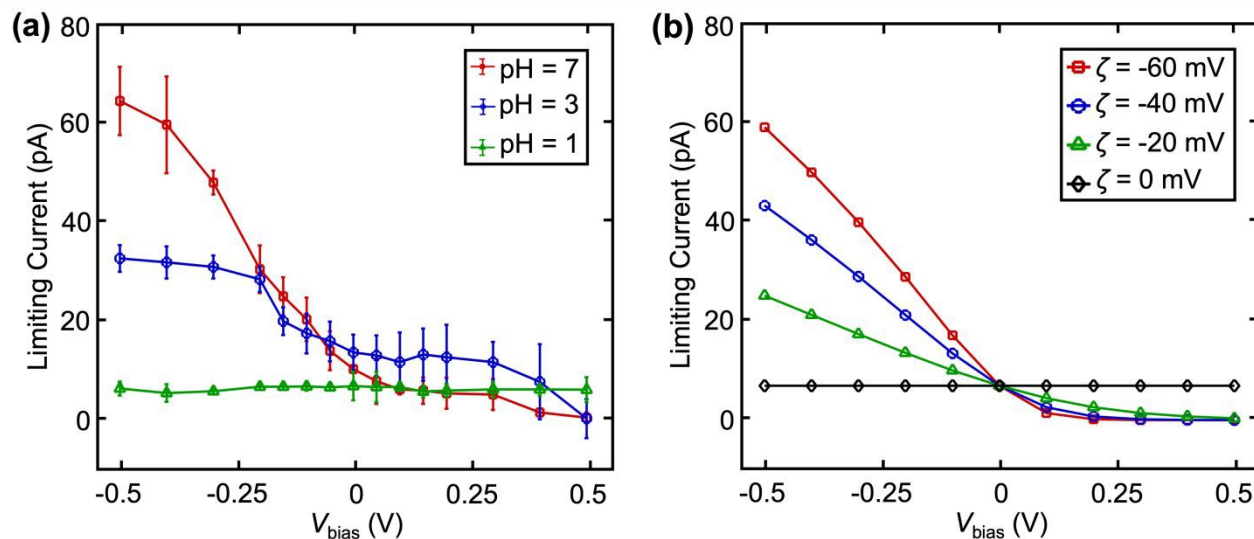 (a)
80
60
40
20
0
Limiting Current (pA)
pH = 7
pH = 3
pH = 1
-0.5
-0.25
0
0.25
0.5
V_bias (V)
(b)
80
60
40
20
0
Limiting Current (pA)
ζ = -60 mV
ζ = -40 mV
ζ = -20 mV
ζ = 0 mV
-0.5
-0.25
0
0.25
0.5
V_bias (V)